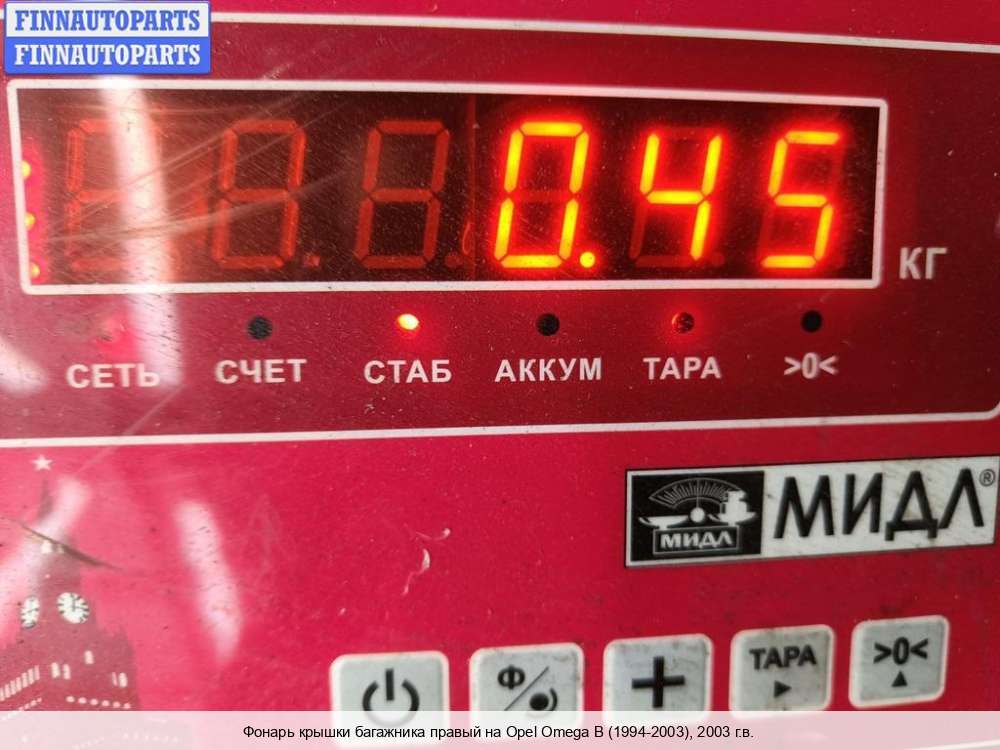 FINNAUTOPARTS
FINNAUTOPARTS
0.45
КГ
СЕТЬ СЧЕТ СТАБ АККУМ ТАРА >0<
МИДЛ МИДЛ®
Ф ТАРА >0<
Фонарь крышки багажника правый на Opel Omega B (1994-2003), 2003 г.в.